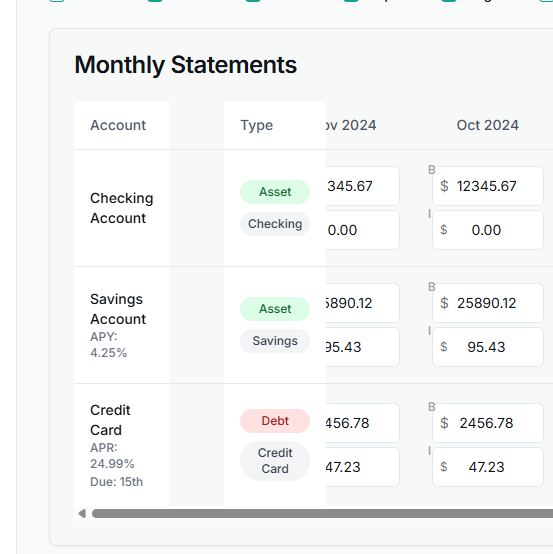 Monthly Statements
Account Type ov 2024 Oct 2024
Checking Account Asset Checking 345.67 0.00 B $ 12345.67 I $ 0.00
Savings Account APY: 4.25% Asset Savings 5890.12 95.43 B $ 25890.12 I $ 95.43
Credit Card APR: 24.99% Due: 15th Debt Credit Card 456.78 47.23 B $ 2456.78 I $ 47.23